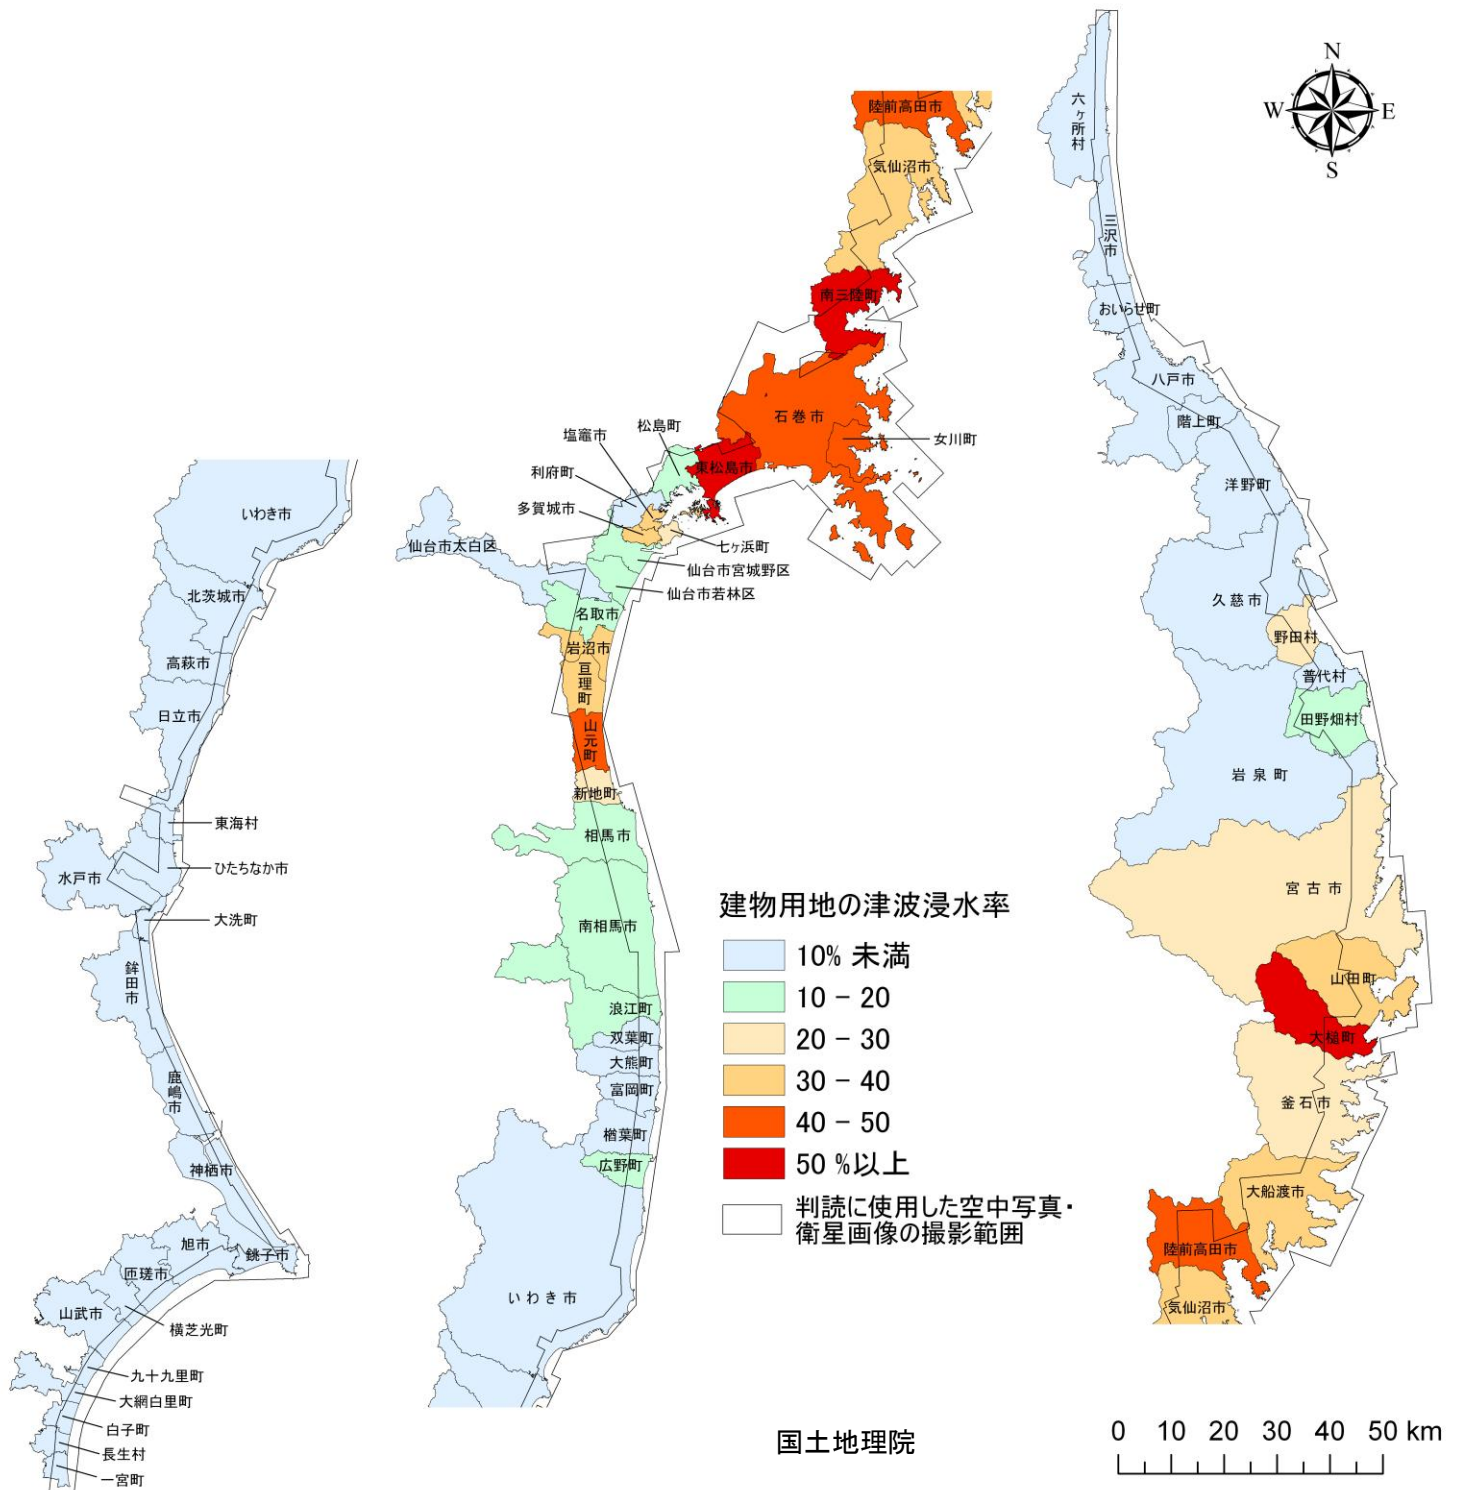 いわき市
北茨城市
高萩市
日立市
東海村
ひたちなか市
水戸市
大洗町
鉾田市
鹿嶋市
神栖市
旭市
銚子市
匝瑳市
山武市
横芝光町
九十九里町
大網白里町
白子町
長生村
一宮町
陸前高田市
気仙沼市
南三陸町
石巻市
女川町
松島町
塩竈市
東松島市
利府町
多賀城市
七ヶ浜町
仙台市太白区
仙台市宮城野区
仙台市若林区
名取市
岩沼市
亘理町
山元町
新地町
相馬市
南相馬市
浪江町
双葉町
大熊町
富岡町
楢葉町
広野町
いわき市
N
W
E
S
六ヶ所村
三沢市
おいらせ町
八戸市
階上町
洋野町
久慈市
野田村
普代村
田野畑村
岩泉町
宮古市
山田町
大槌町
釜石市
大船渡市
陸前高田市
気仙沼市
建物用地の津波浸水率
10% 未満
10 - 20
20 - 30
30 - 40
40 - 50
50 %以上
判読に使用した空中写真・
衛星画像の撮影範囲
国土地理院
0 10 20 30 40 50 km